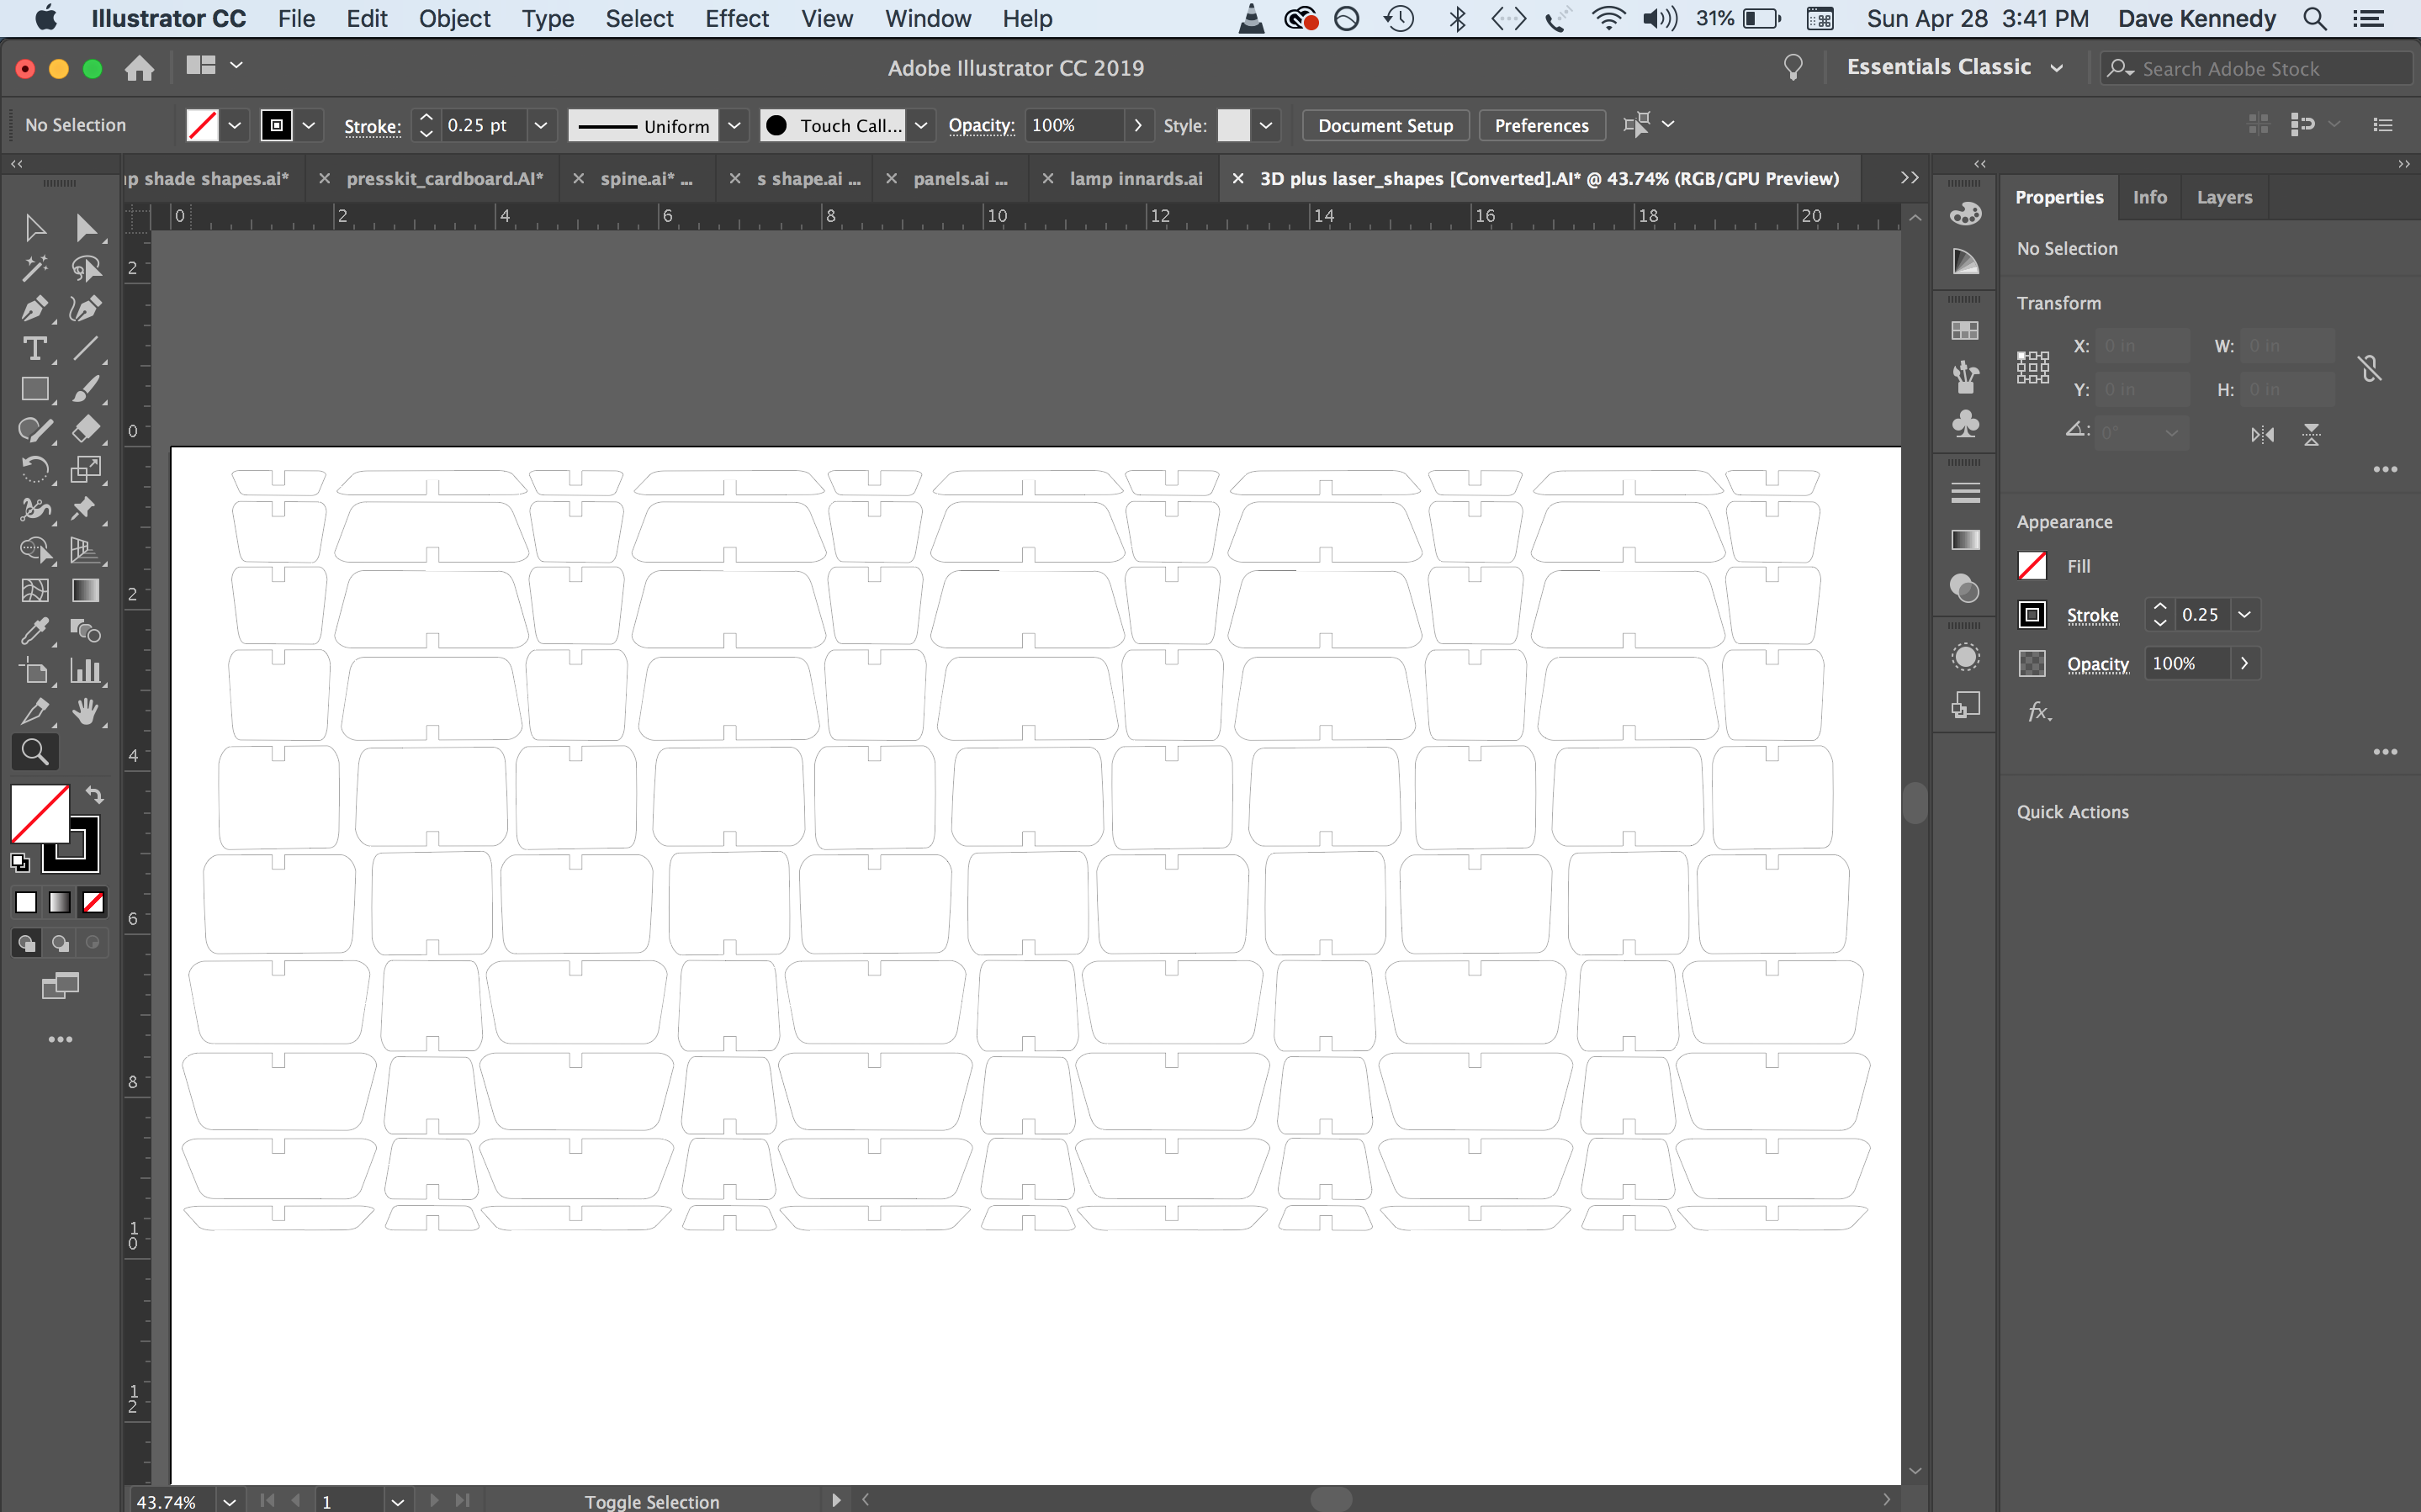 Illustrator CC File Edit Object Type Select Effect View Window Help 31% Sun Apr 28 3:41 PM Dave Kennedy
Adobe Illustrator CC 2019 Essentials Classic Search Adobe Stock
No Selection Stroke: 0.25 pt Uniform Touch Call... Opacity: 100% Style: Document Setup Preferences
ıp shade shapes.ai* × presskit_cardboard.AI* × spine.ai* ... × s shape.ai ... × panels.ai ... × lamp innards.ai × 3D plus laser_shapes [Converted].AI* @ 43.74% (RGB/GPU Preview)
Properties Info Layers
0 2 4 6 8 10 12 14 16 18 20
No Selection
2
Transform
X: 0 in W: 0 in
Y: 0 in H: 0 in
0
0°
Appearance
Fill
2
Stroke 0.25
Opacity 100%
fx
4
Quick Actions
6
8
10
12
43.74% 1 Toggle Selection